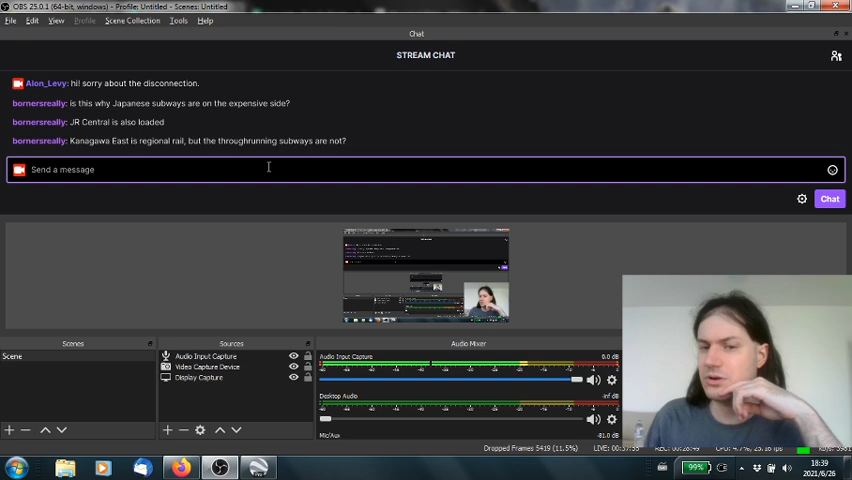 OBS 25.0.1 (64-bit, windows) - Profile: Untitled - Scenes: Untitled
File Edit View Profile Scene Collection Tools Help
Chat
STREAM CHAT
Alon_Levy: hi! sorry about the disconnection.
bornersreally: is this why Japanese subways are on the expensive side?
bornersreally: JR Central is also loaded
bornersreally: Kanagawa East is regional rail, but the throughrunning subways are not?
Send a message
Chat
Scenes Sources Audio Mixer
Scene
Audio Input Capture
Video Capture Device
Display Capture
Audio Input Capture 0.0 dB
Desktop Audio -inf dB
Mic/Aux -81.0 dB
Dropped Frames 5419 (11.5%)
99%
18:39
2021/6/26